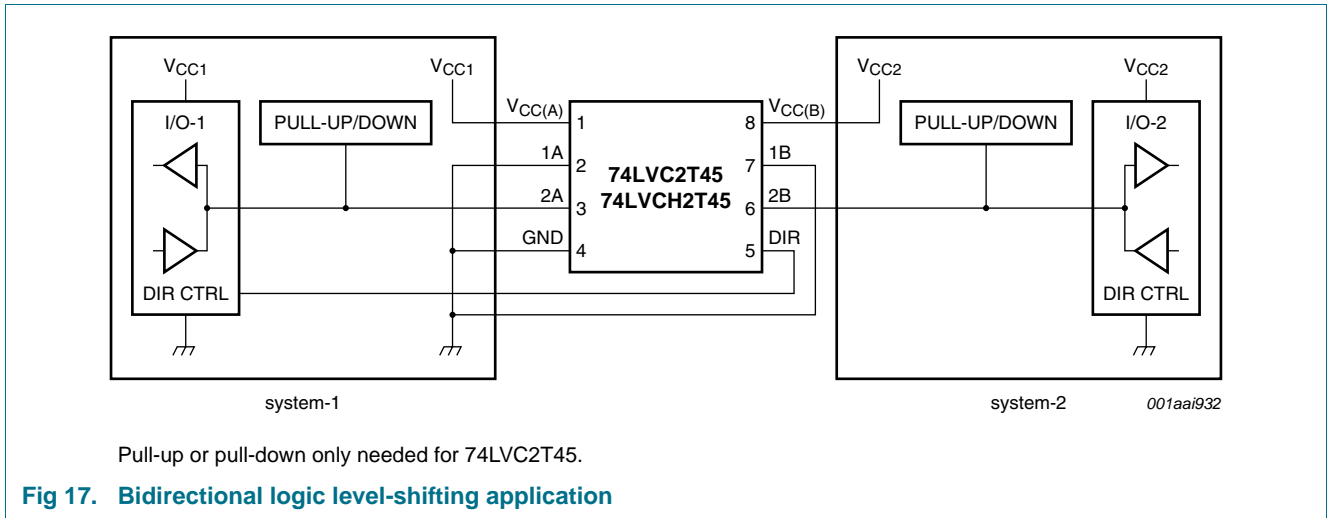 VCC1
VCC1
VCC2
VCC2
I/O-1
PULL-UP/DOWN
VCC(A)
1
8
VCC(B)
PULL-UP/DOWN
I/O-2
1A
2
74LVC2T45
7
1B
2A
3
74LVCH2T45
6
2B
GND
4
5
DIR
DIR CTRL
DIR CTRL
system-1
system-2
001aai932
Pull-up or pull-down only needed for 74LVC2T45.
Fig 17. Bidirectional logic level-shifting application